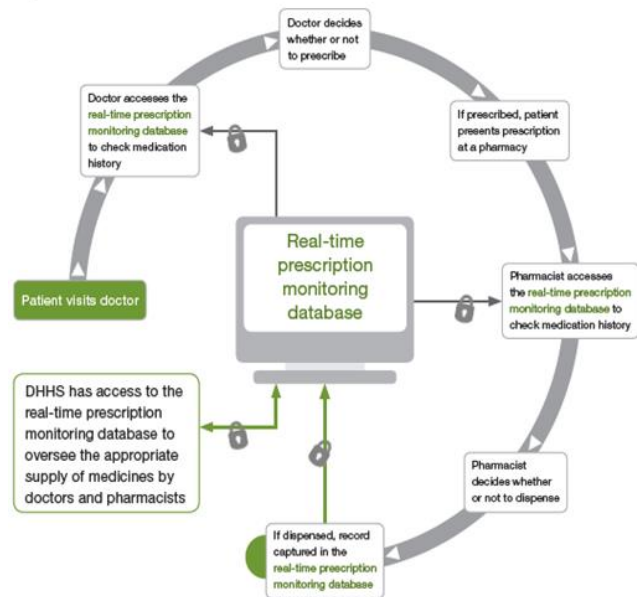 Patient visits doctor
Doctor accesses the
real-time prescription
monitoring database
to check medication
history
Doctor decides
whether or not
to prescribe
If prescribed, patient
presents prescription
at a pharmacy
Pharmacist accesses
the real-time prescription
monitoring database to
check medication history
Pharmacist
decides whether
or not to dispense
If dispensed, record
captured in the
real-time prescription
monitoring database
Real-time
prescription
monitoring
database
DHHS has access to the
real-time prescription
monitoring database to
oversee the appropriate
supply of medicines by
doctors and pharmacists